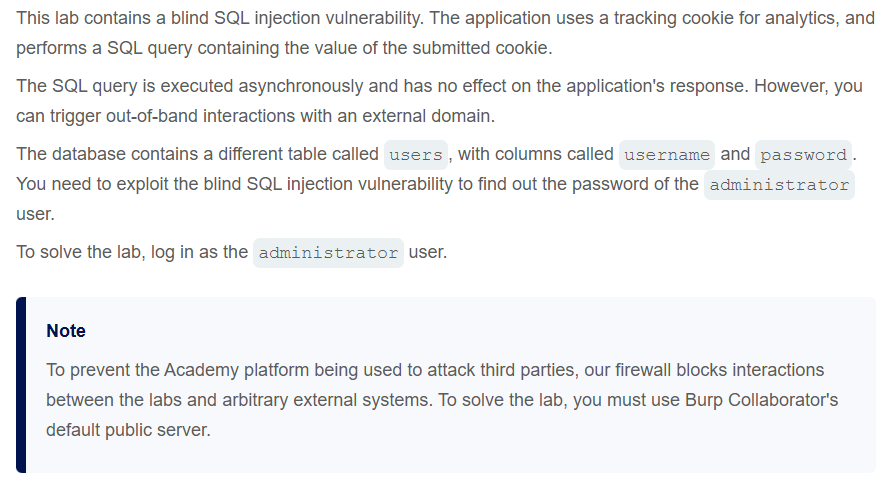 This lab contains a blind SQL injection vulnerability. The application uses a tracking cookie for analytics, and
performs a SQL query containing the value of the submitted cookie.
The SQL query is executed asynchronously and has no effect on the application's response. However, you
can trigger out-of-band interactions with an external domain.
The database contains a different table called users, with columns called username and password.
You need to exploit the blind SQL injection vulnerability to find out the password of the administrator
user.
To solve the lab, log in as the administrator user.
Note
To prevent the Academy platform being used to attack third parties, our firewall blocks interactions
between the labs and arbitrary external systems. To solve the lab, you must use Burp Collaborator's
default public server.